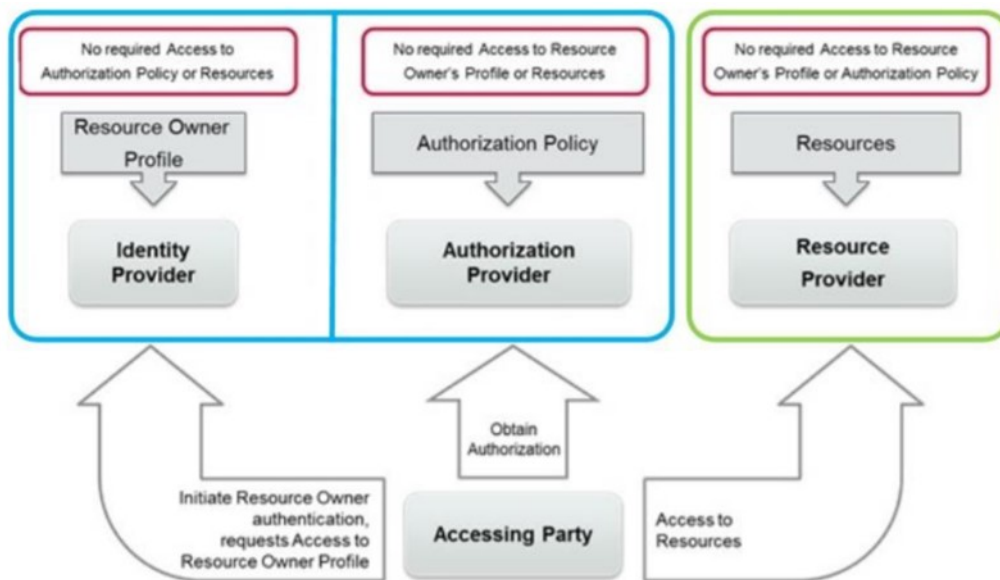 No required Access to
Authorization Policy or Resources
No required Access to Resource
Owner's Profile or Resources
No required Access to Resource
Owner's Profile or Authorization Policy
Resource Owner
Profile
Authorization Policy
Resources
Identity
Provider
Authorization
Provider
Resource
Provider
Obtain
Authorization
Initiate Resource Owner
authentication,
requests Access to
Resource Owner Profile
Accessing Party
Access to
Resources